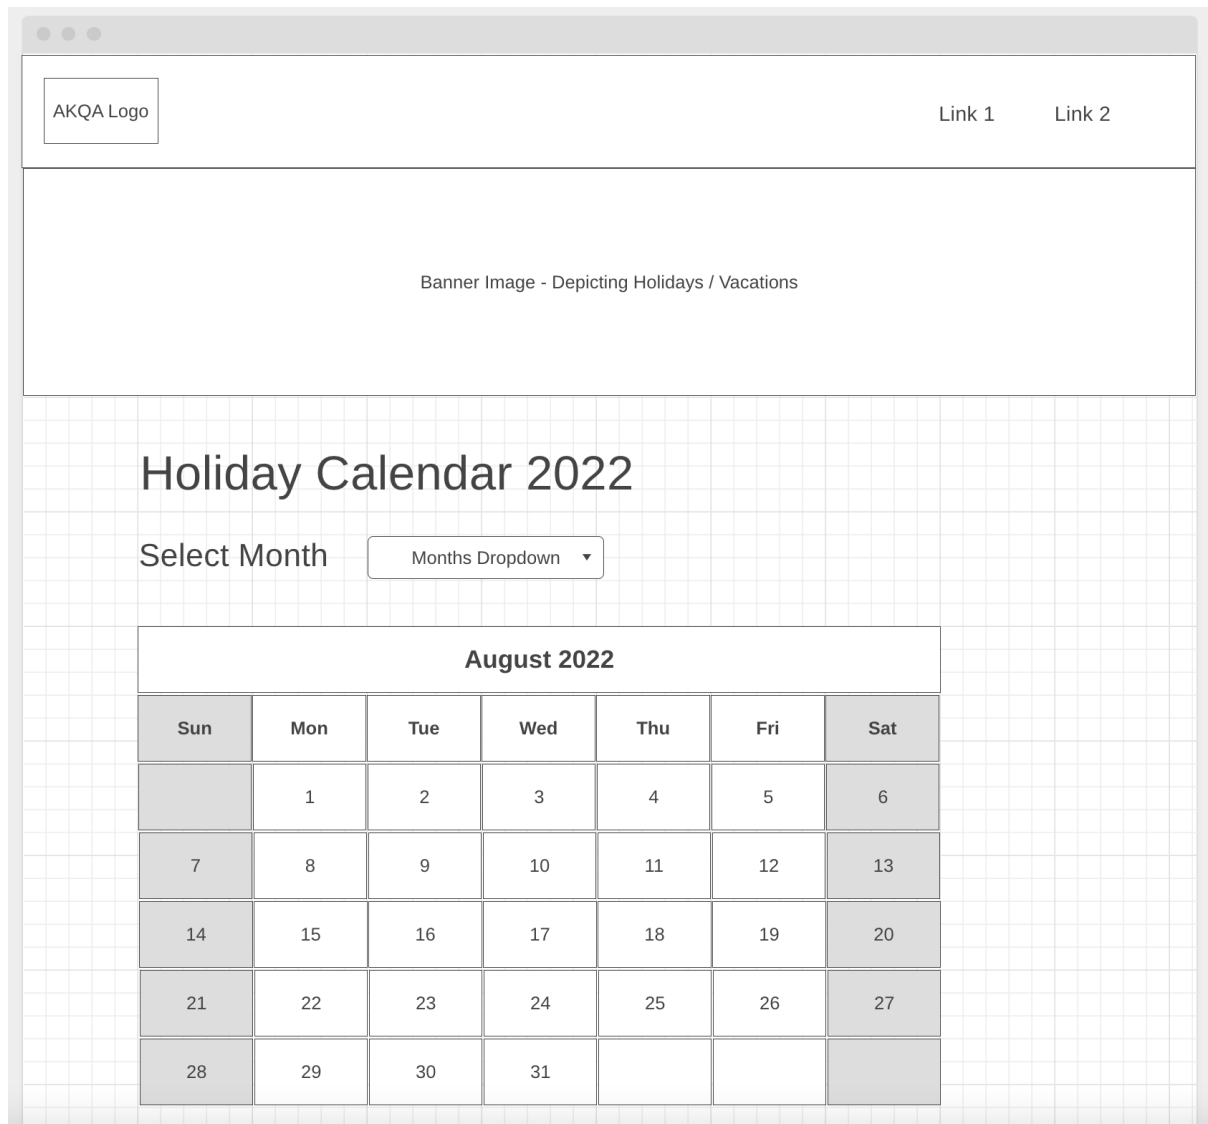 AKQA Logo
Link 1 Link 2
Banner Image - Depicting Holidays / Vacations
Holiday Calendar 2022
Select Month Months Dropdown
August 2022
Sun Mon Tue Wed Thu Fri Sat
1 2 3 4 5 6
7 8 9 10 11 12 13
14 15 16 17 18 19 20
21 22 23 24 25 26 27
28 29 30 31